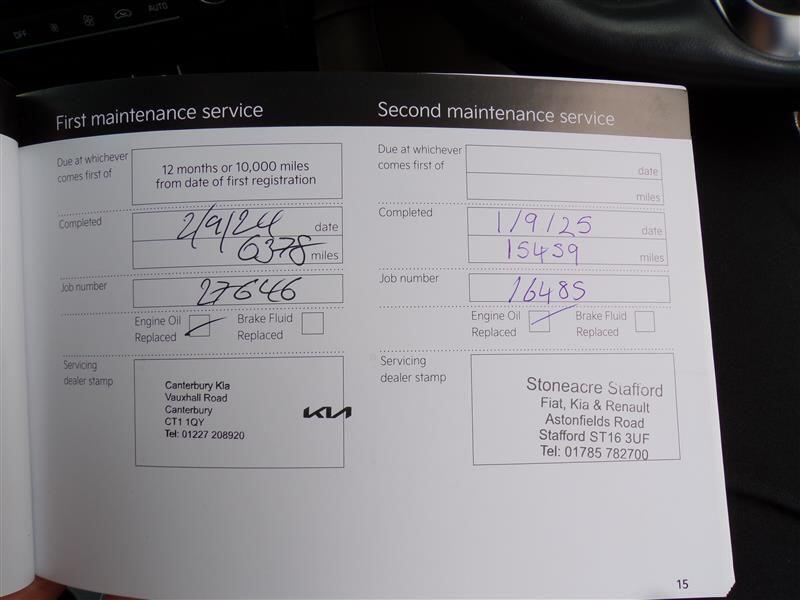 OFF AUTO
First maintenance service
Due at whichever
comes first of
12 months or 10,000 miles
from date of first registration
Completed
2/9/24 date
6378 miles
Job number
27646
Engine Oil
Replaced
Brake Fluid
Replaced
Servicing
dealer stamp
Canterbury Kia
Vauxhall Road
Canterbury
CT1 1QY
Tel: 01227 208920
KIA
Second maintenance service
Due at whichever
comes first of
date
miles
Completed
1/9/25 date
15459 miles
Job number
16485
Engine Oil
Replaced
Brake Fluid
Replaced
Servicing
dealer stamp
Stoneacre Stafford
Fiat, Kia & Renault
Astonfields Road
Stafford ST16 3UF
Tel: 01785 782700
15